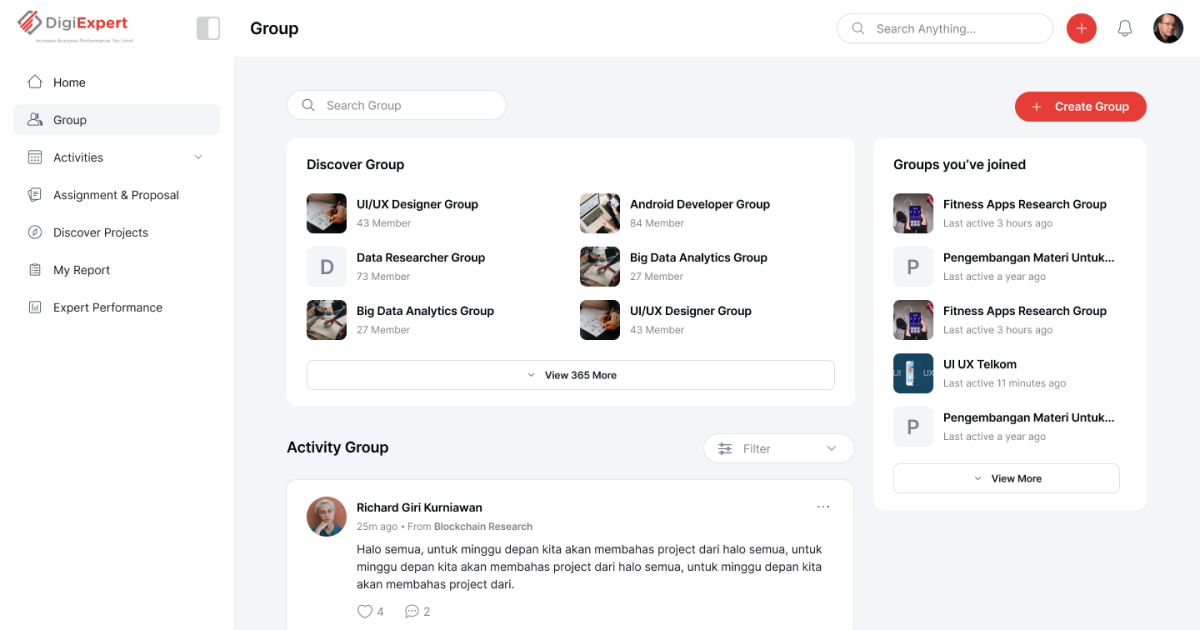 DigiExpert
Increase Business Performance, No Limit
Group
Search Anything...
Home
Group
Activities
Assignment & Proposal
Discover Projects
My Report
Expert Performance
Search Group
Create Group
Discover Group
UI/UX Designer Group
43 Member
Android Developer Group
84 Member
D
Data Researcher Group
73 Member
Big Data Analytics Group
27 Member
Big Data Analytics Group
27 Member
UI/UX Designer Group
43 Member
View 365 More
Groups you’ve joined
Fitness Apps Research Group
Last active 3 hours ago
P
Pengembangan Materi Untuk...
Last active a year ago
Fitness Apps Research Group
Last active 3 hours ago
UI UX
UI UX Telkom
Last active 11 minutes ago
P
Pengembangan Materi Untuk...
Last active a year ago
View More
Activity Group
Filter
Richard Giri Kurniawan
25m ago • From Blockchain Research
Halo semua, untuk minggu depan kita akan membahas project dari halo semua, untuk
minggu depan kita akan membahas project dari halo semua, untuk minggu depan kita
akan membahas project dari.
4
2